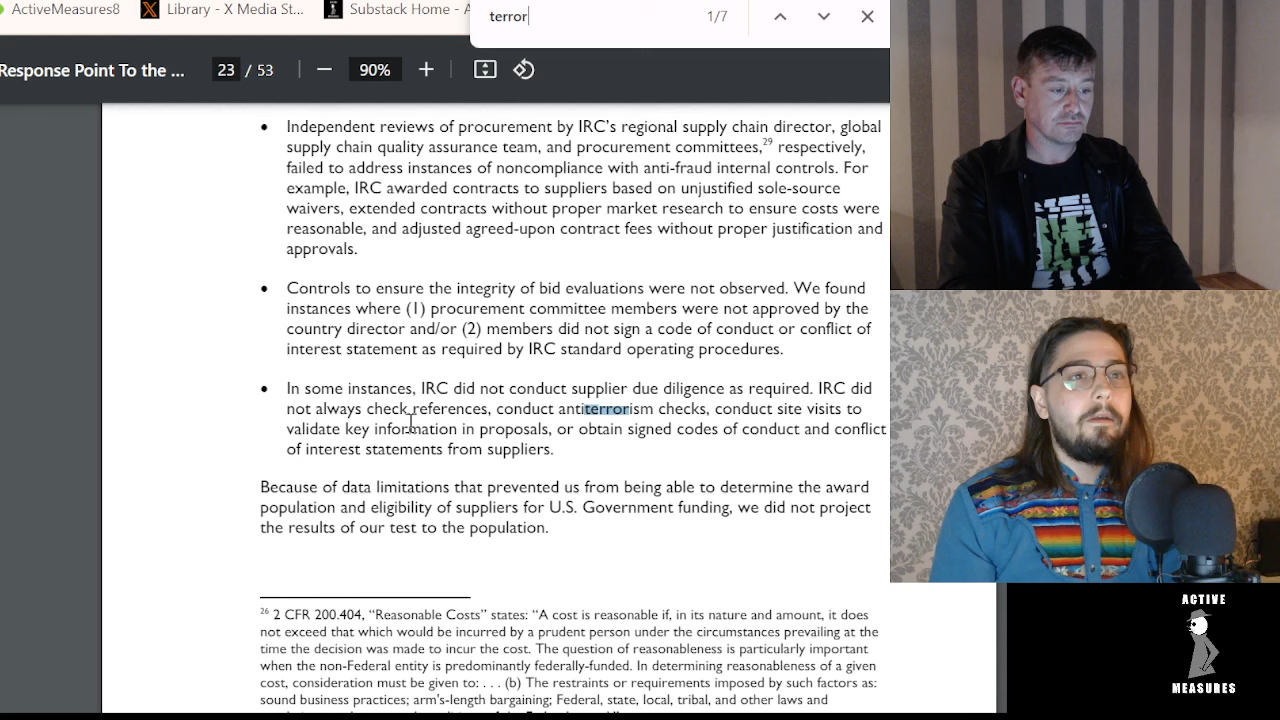 ActiveMeasures8
Library - X Media St...
Substack Home - A
terror
1/7
Response Point To the ...
23 / 53
90%
• Independent reviews of procurement by IRC's regional supply chain director, global
supply chain quality assurance team, and procurement committees,29 respectively,
failed to address instances of noncompliance with anti-fraud internal controls. For
example, IRC awarded contracts to suppliers based on unjustified sole-source
waivers, extended contracts without proper market research to ensure costs were
reasonable, and adjusted agreed-upon contract fees without proper justification and
approvals.
• Controls to ensure the integrity of bid evaluations were not observed. We found
instances where (1) procurement committee members were not approved by the
country director and/or (2) members did not sign a code of conduct or conflict of
interest statement as required by IRC standard operating procedures.
• In some instances, IRC did not conduct supplier due diligence as required. IRC did
not always check references, conduct antiterrorism checks, conduct site visits to
validate key information in proposals, or obtain signed codes of conduct and conflict
of interest statements from suppliers.
Because of data limitations that prevented us from being able to determine the award
population and eligibility of suppliers for U.S. Government funding, we did not project
the results of our test to the population.
26 2 CFR 200.404, "Reasonable Costs" states: "A cost is reasonable if, in its nature and amount, it does
not exceed that which would be incurred by a prudent person under the circumstances prevailing at the
time the decision was made to incur the cost. The question of reasonableness is particularly important
when the non-Federal entity is predominantly federally-funded. In determining reasonableness of a given
cost, consideration must be given to: . . . (b) The restraints or requirements imposed by such factors as:
sound business practices; arm's-length bargaining; Federal, state, local, tribal, and other laws and
ACTIVE
MEASURES